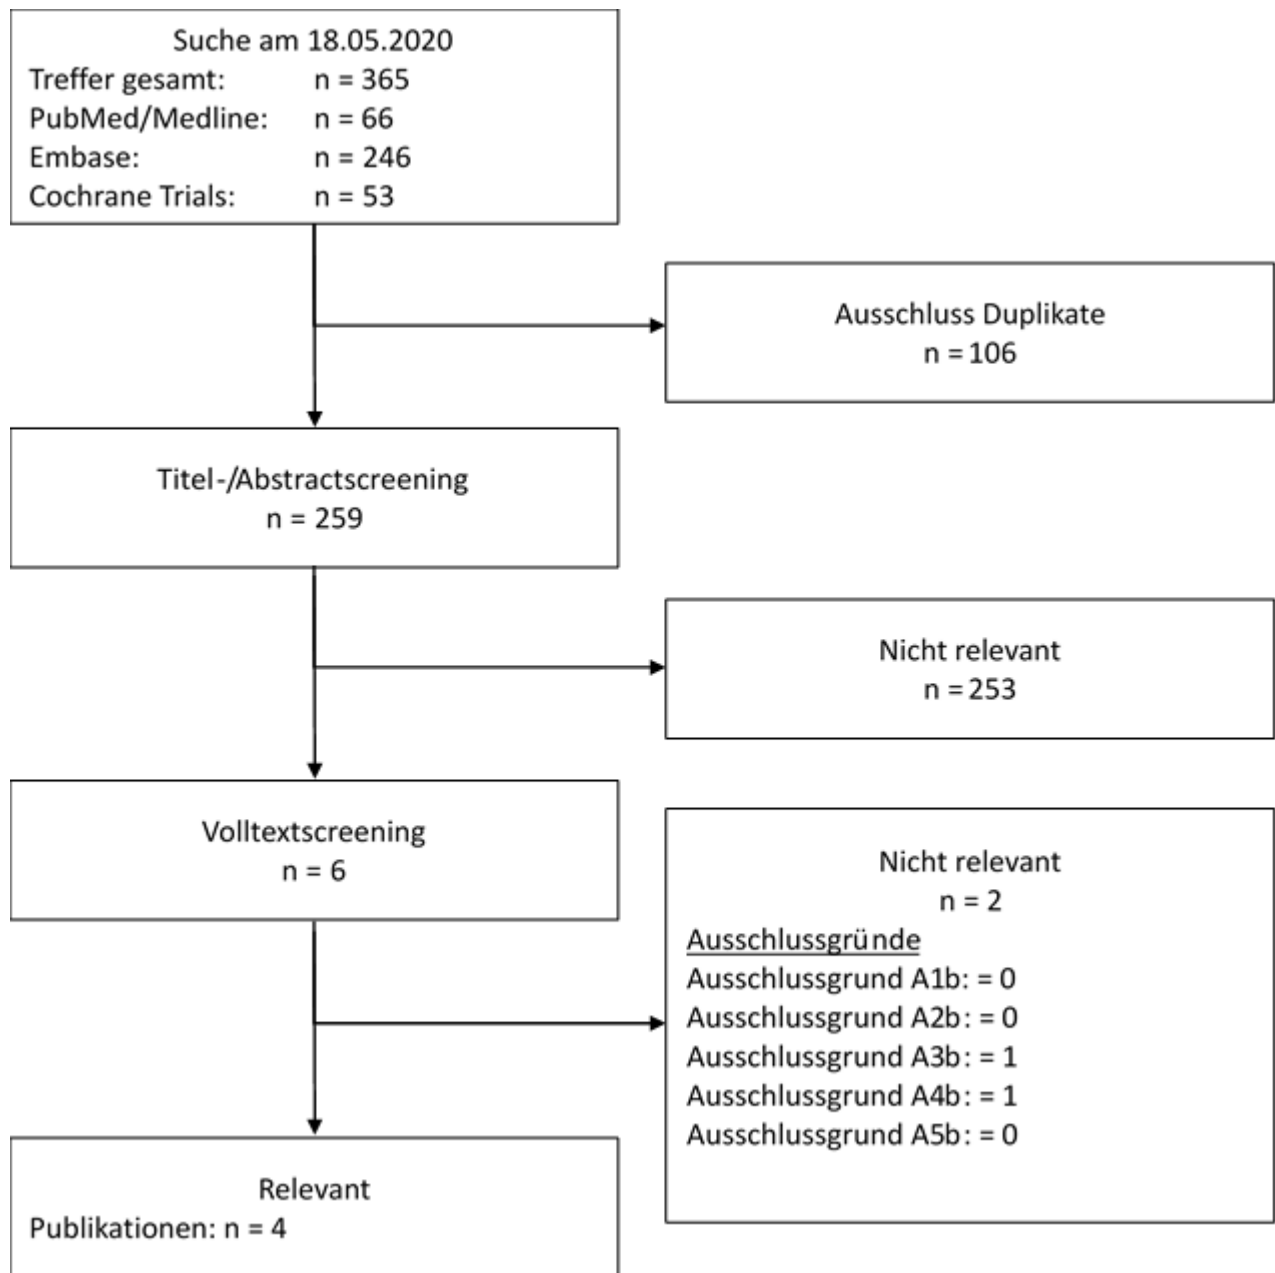 Suche am 18.05.2020
Treffer gesamt: n = 365
PubMed/Medline: n = 66
Embase: n = 246
Cochrane Trials: n = 53
Ausschluss Duplikate
n = 106
Titel-/Abstractscreening
n = 259
Nicht relevant
n = 253
Volltextscreening
n = 6
Nicht relevant
n = 2
Ausschlussgründe
Ausschlussgrund A1b: = 0
Ausschlussgrund A2b: = 0
Ausschlussgrund A3b: = 1
Ausschlussgrund A4b: = 1
Ausschlussgrund A5b: = 0
Relevant
Publikationen: n = 4